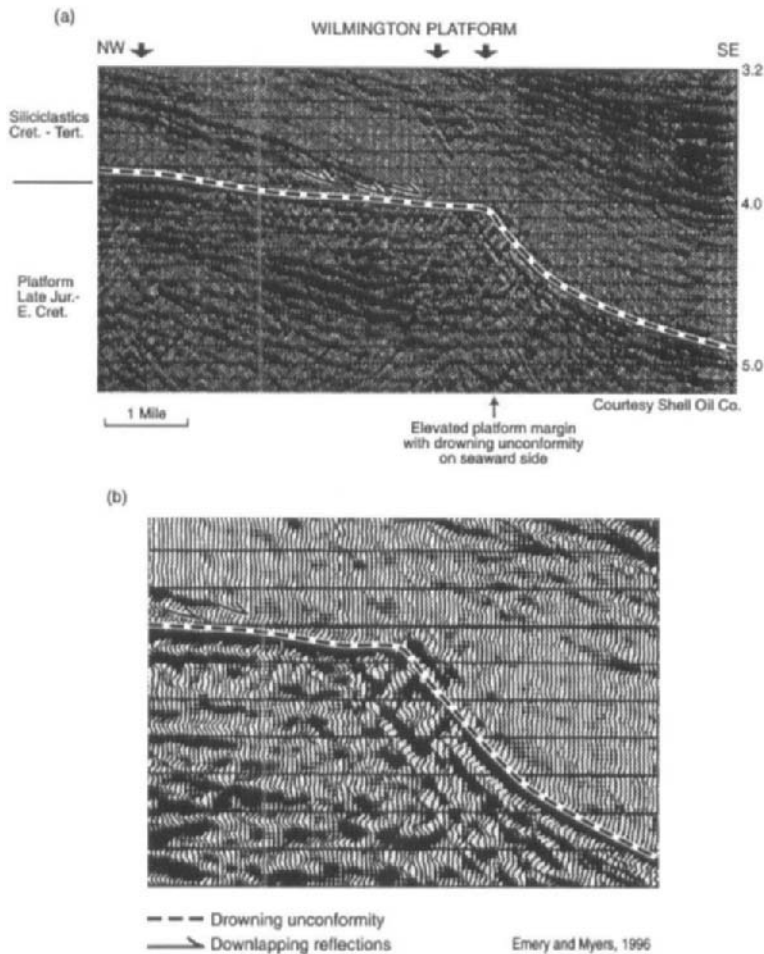 (a)
WILMINGTON PLATFORM
NW
SE
3.2
Siliciclastics
Cret. - Tert.
4.0
Platform
Late Jur.-
E. Cret.
5.0
1 Mile
Courtesy Shell Oil Co.
Elevated platform margin
with drowning unconformity
on seaward side
(b)
Drowning unconformity
Downlapping reflections
Emery and Myers, 1996